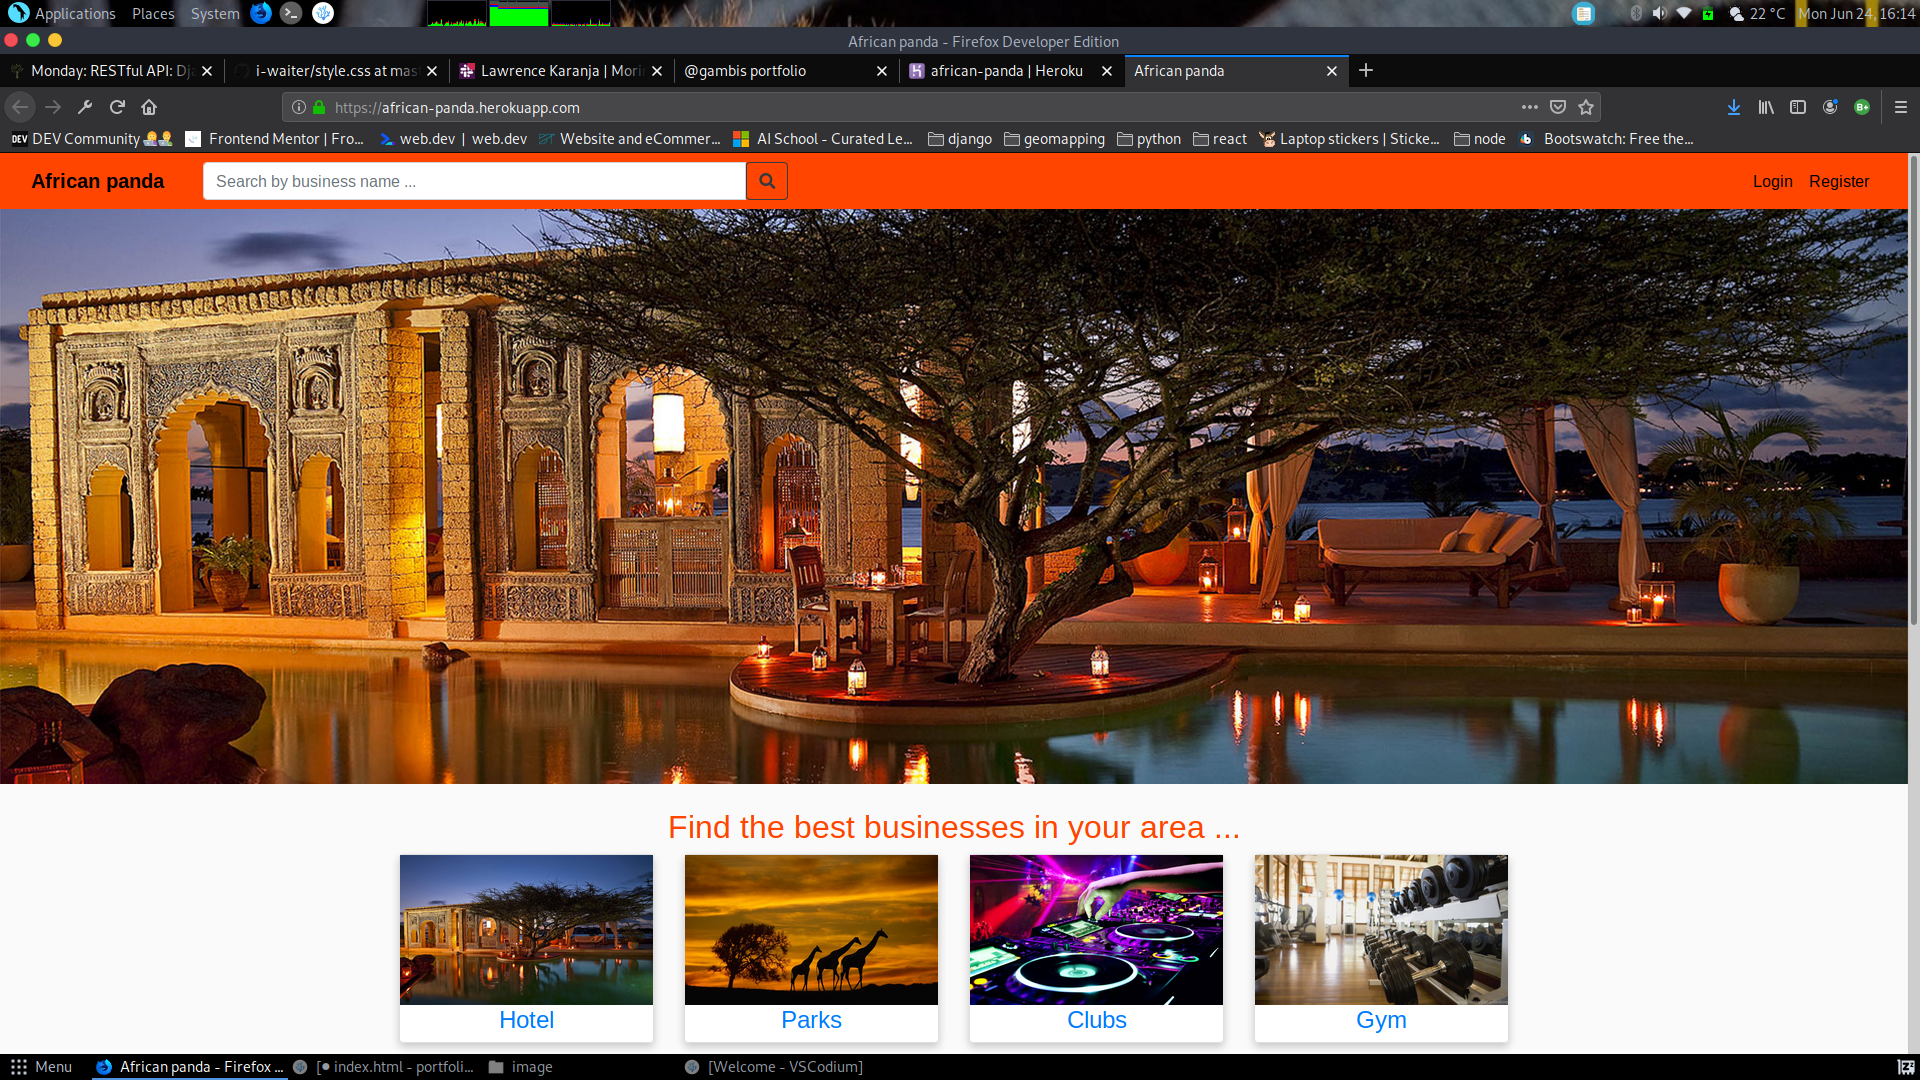 Applications Places System 22 °C Mon Jun 24, 16:14
African panda - Firefox Developer Edition
Monday: RESTful API: Dj i-waiter/style.css at mas Lawrence Karanja | Mori @gambis portfolio african-panda | Heroku African panda
https://african-panda.herokuapp.com
DEV DEV Community Frontend Mentor | Fro... web.dev | web.dev Website and eCommer... AI School - Curated Le... django geomapping python react Laptop stickers | Sticke... node Bootswatch: Free the...
African panda Search by business name ... Login Register
Find the best businesses in your area ...
Hotel Parks Clubs Gym
Menu African panda - Firefox ... [• index.html - portfoli... image [Welcome - VSCodium]